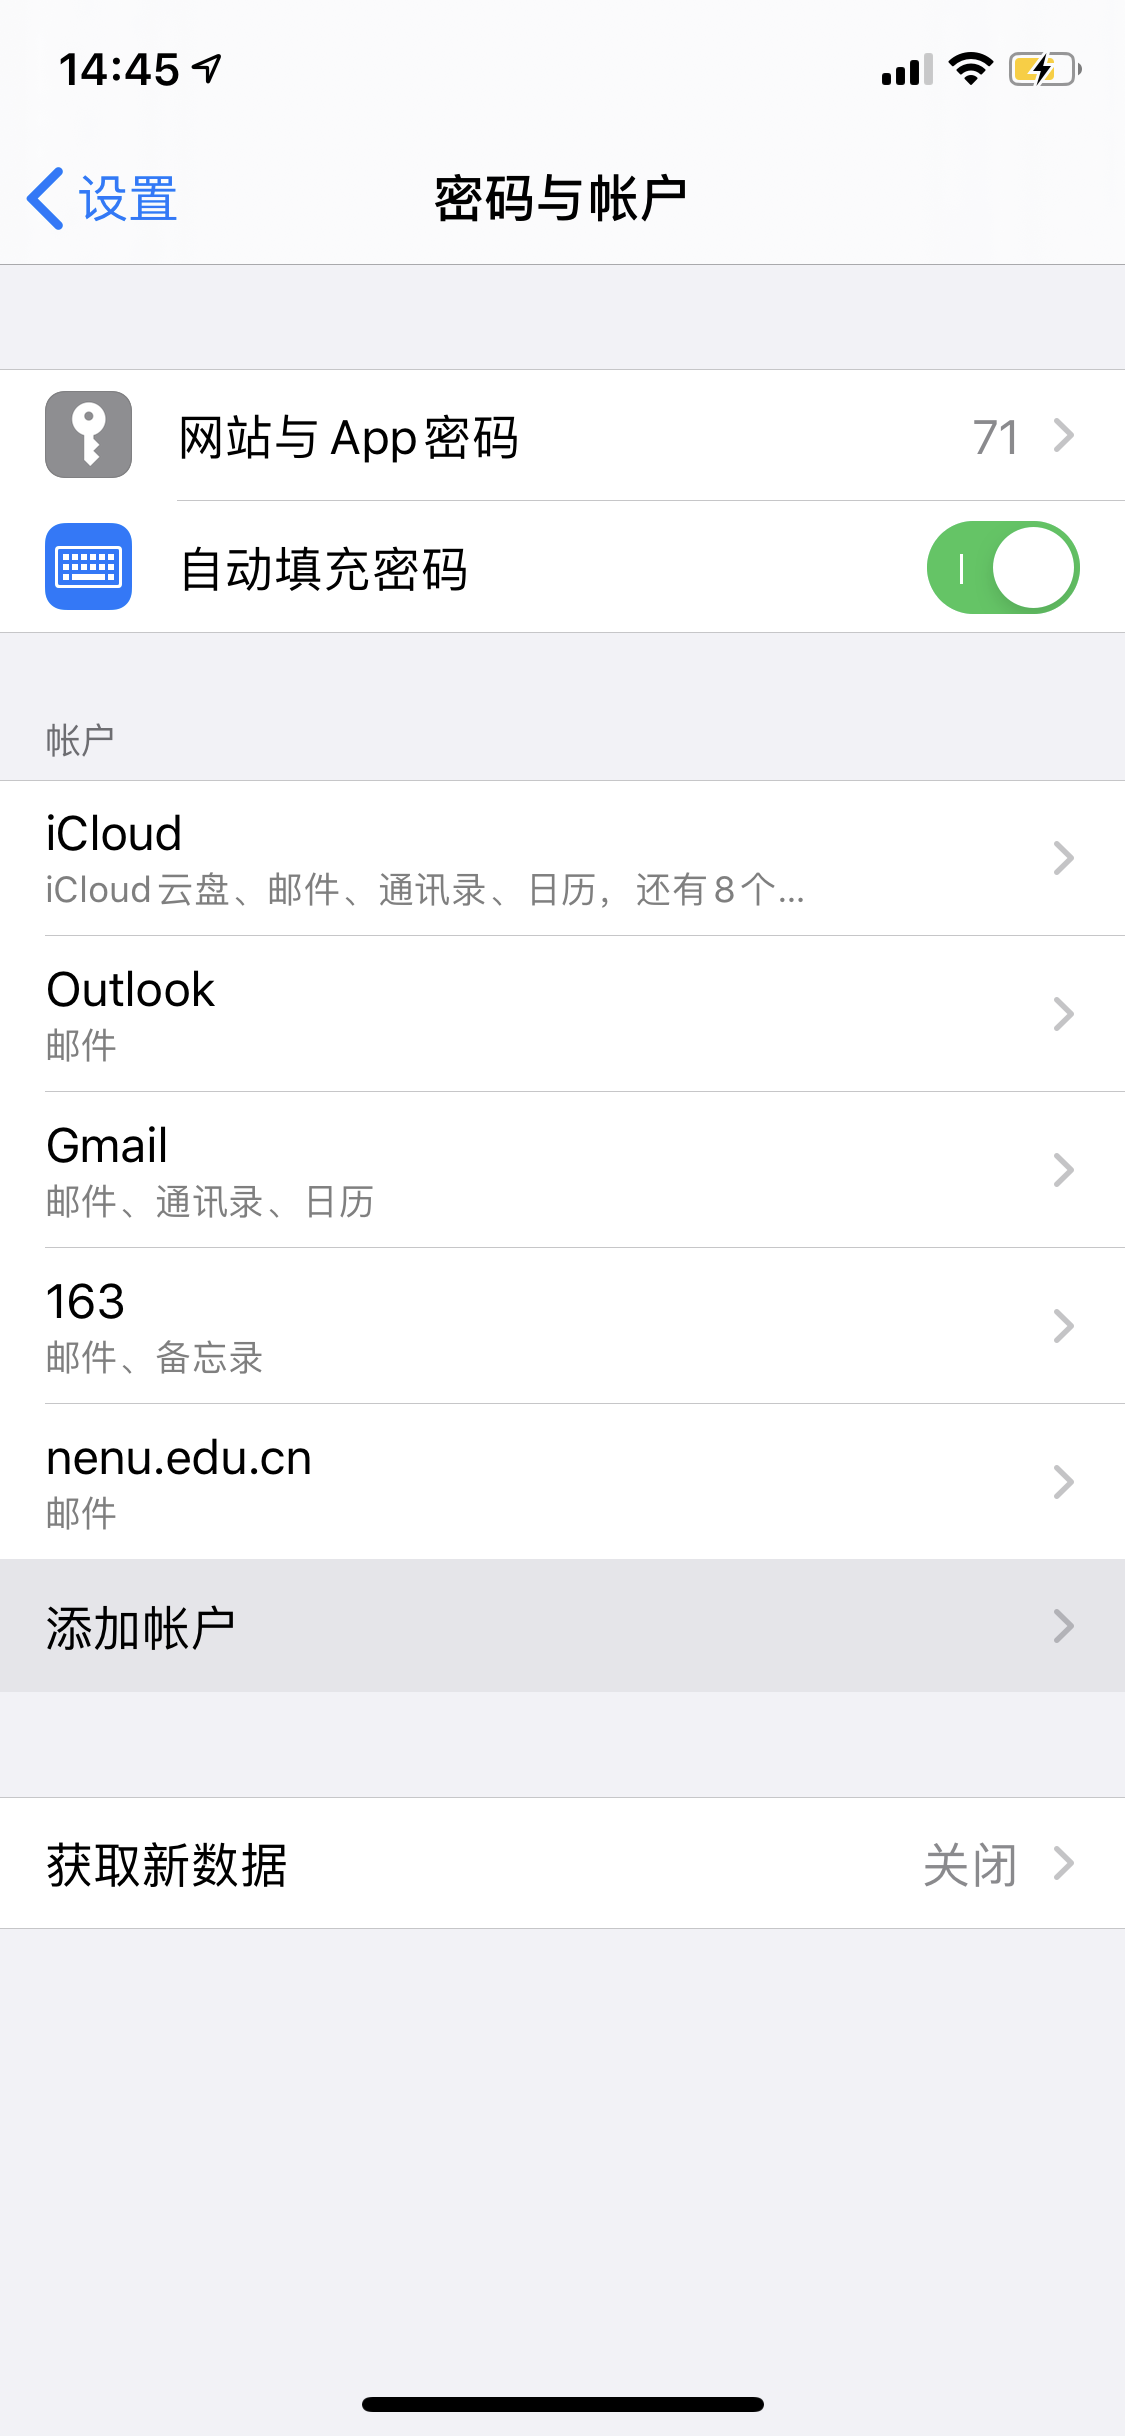 14:45
设置
密码与帐户
网站与 App 密码 71
自动填充密码
帐户
iCloud
iCloud 云盘、邮件、通讯录、日历，还有 8 个...
Outlook
邮件
Gmail
邮件、通讯录、日历
163
邮件、备忘录
nenu.edu.cn
邮件
添加帐户
获取新数据 关闭